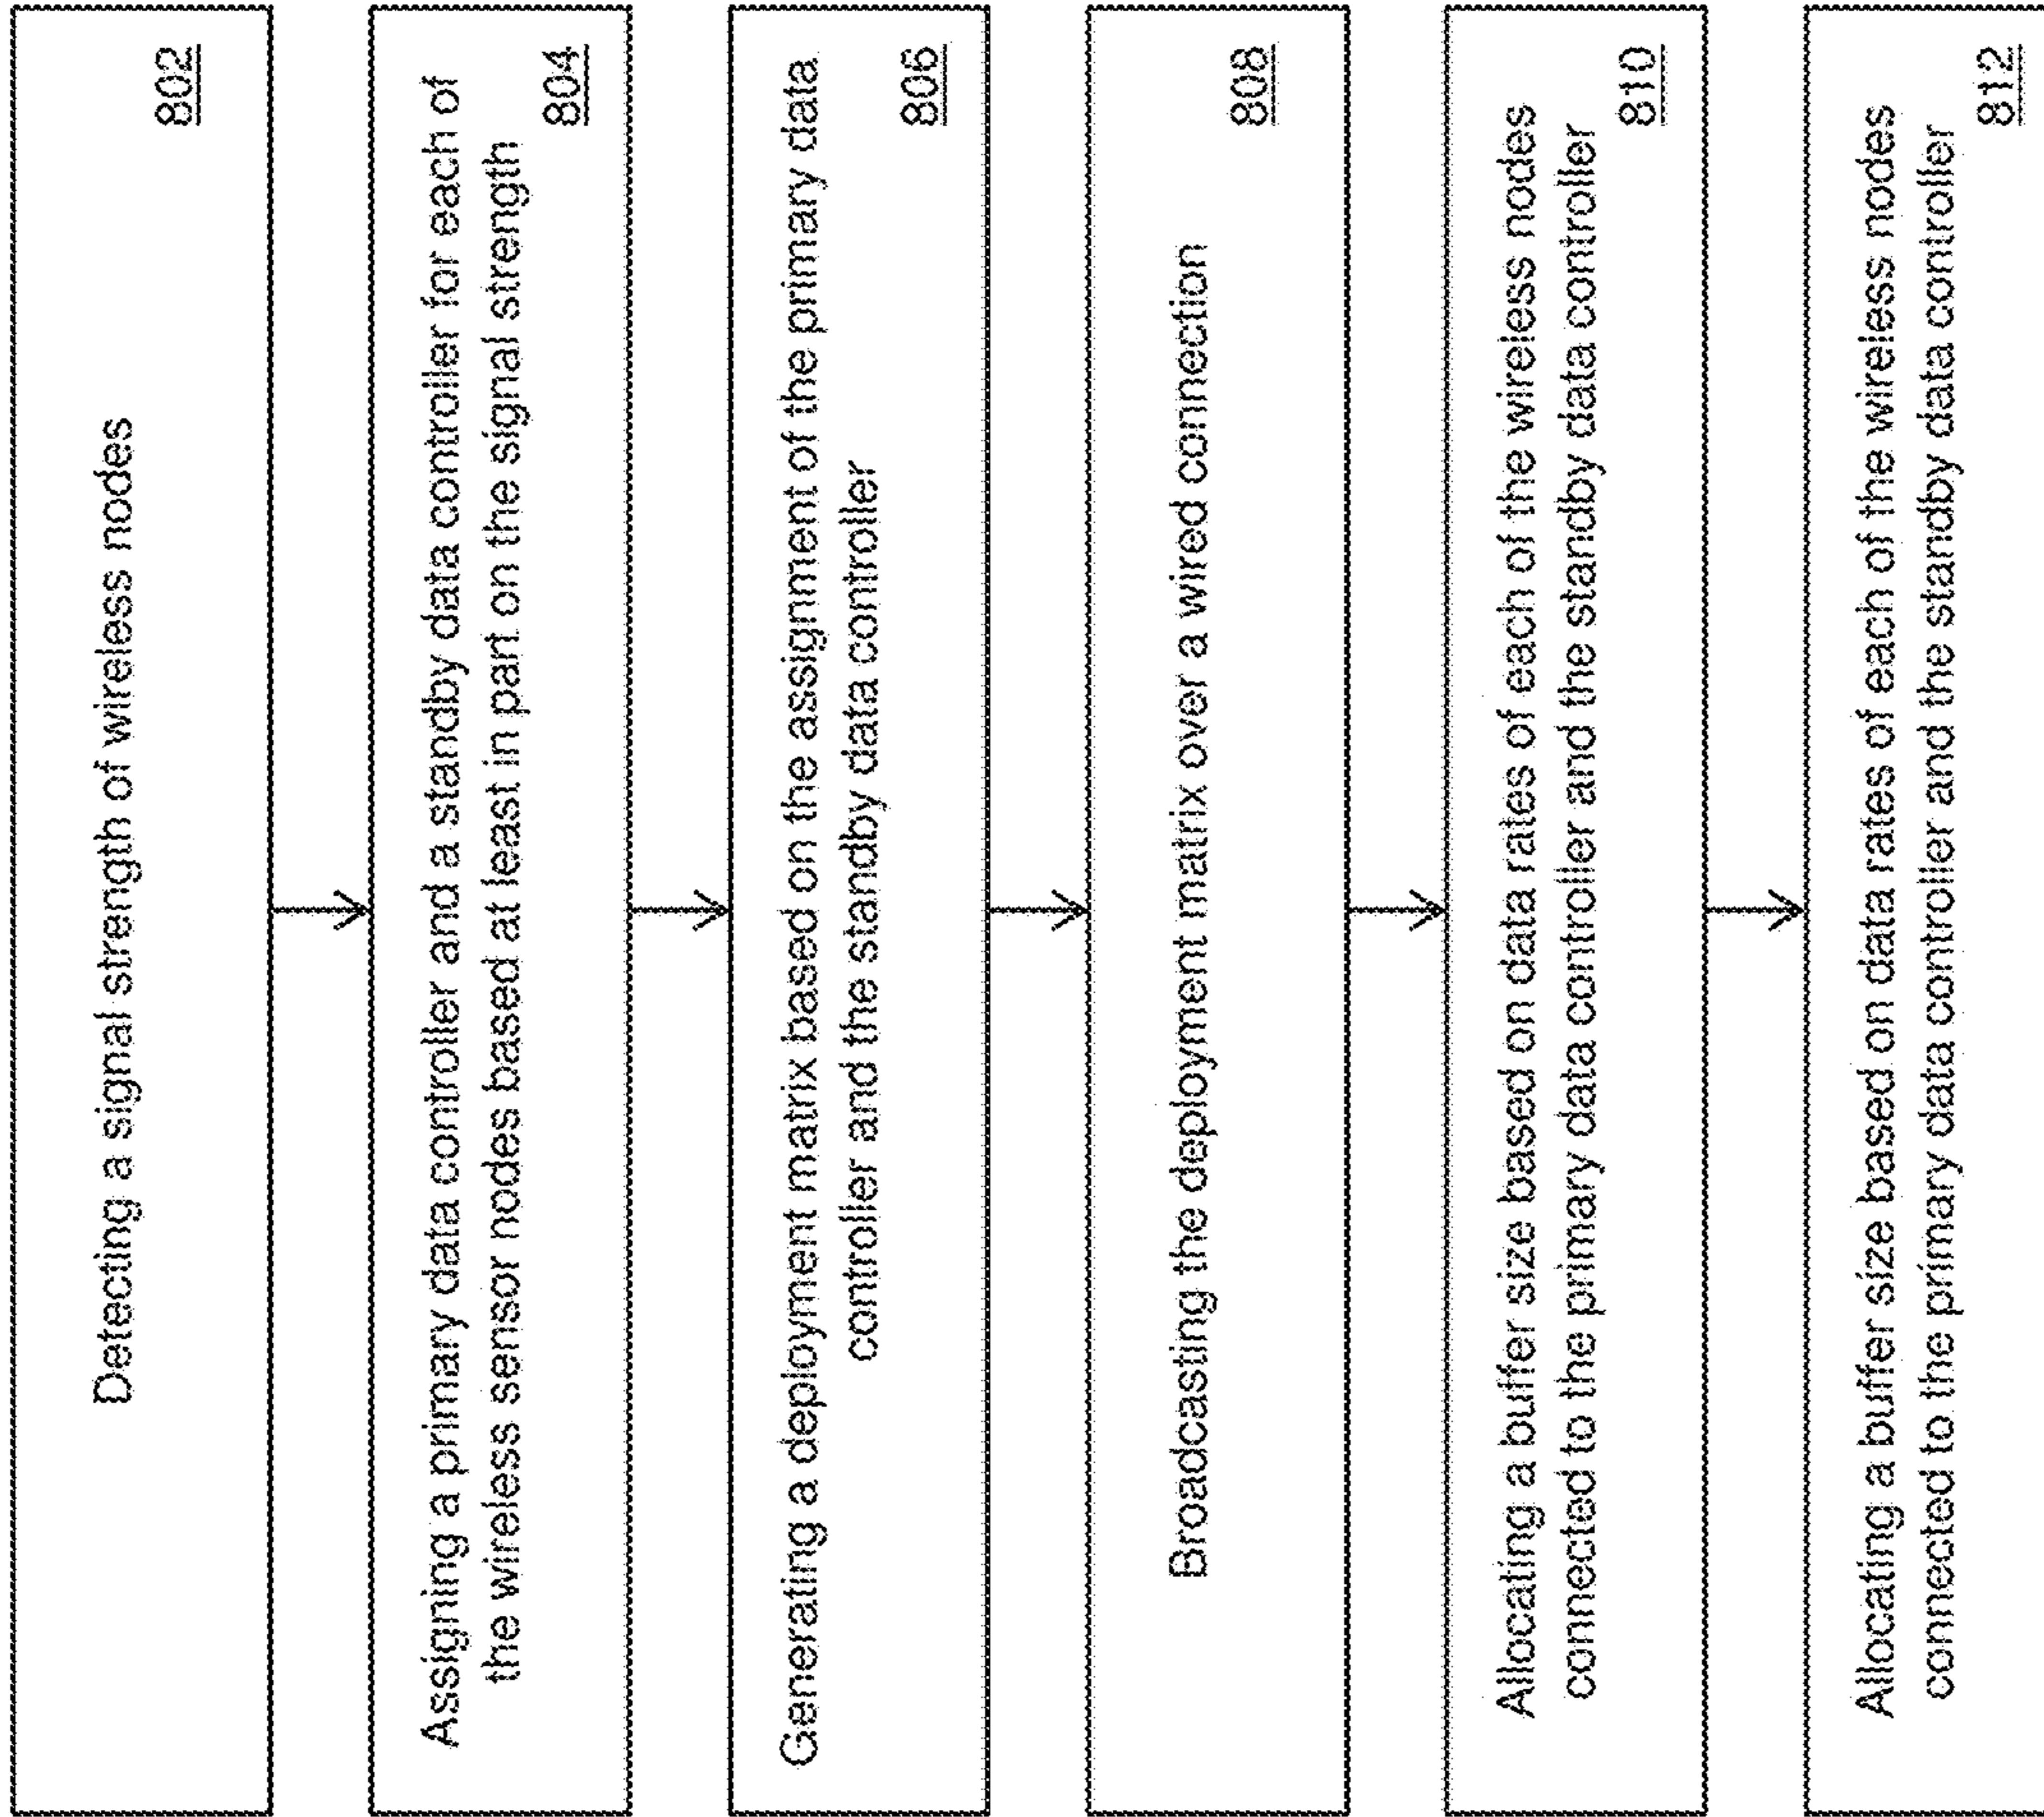 Detecting a signal strength of wireless nodes
802
Assigning a primary data controller and a standby data controller for each of
the wireless sensor nodes based at least in part on the signal strength
804
Generating a deployment matrix based on the assignment of the primary data
controller and the standby data controller
806
Broadcasting the deployment matrix over a wired connection
808
Allocating a buffer size based on data rates of each of the wireless nodes
connected to the primary data controller and the standby data controller
810
Allocating a buffer size based on data rates of each of the wireless nodes
connected to the primary data controller and the standby data controller
812